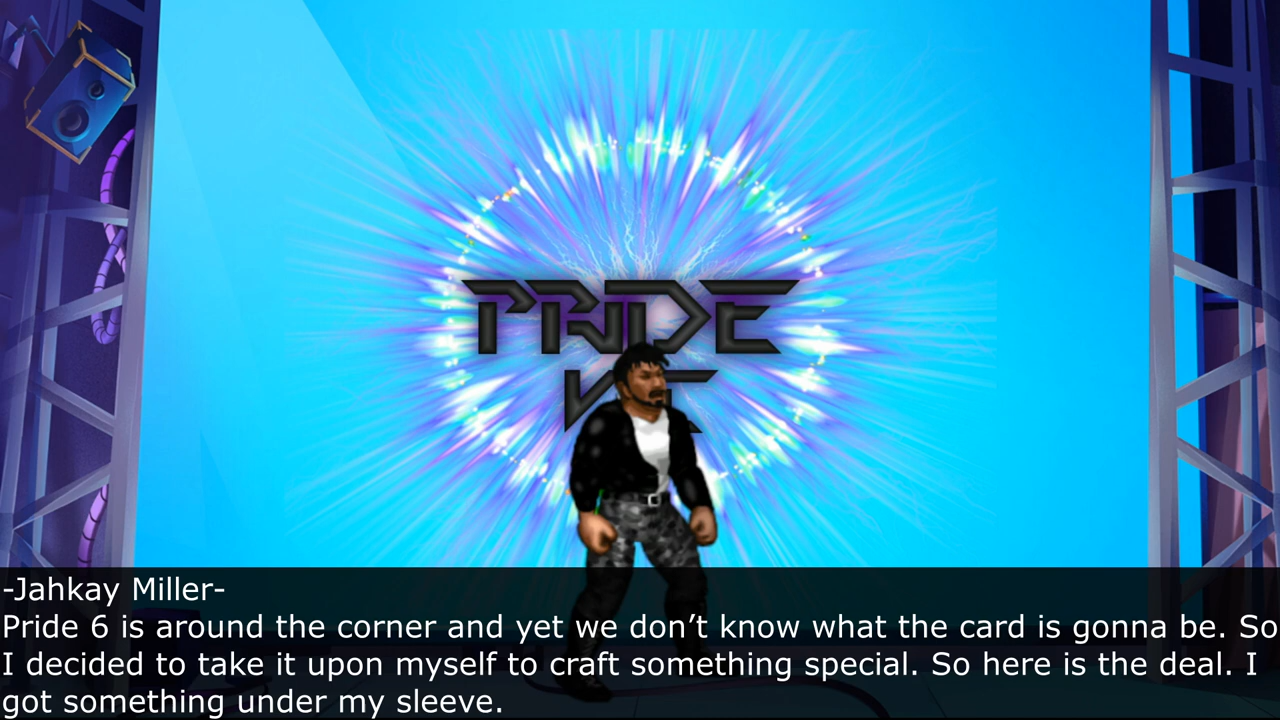 PRIDE
-Jahkay Miller-
Pride 6 is around the corner and yet we don’t know what the card is gonna be. So
I decided to take it upon myself to craft something special. So here is the deal. I
got something under my sleeve.